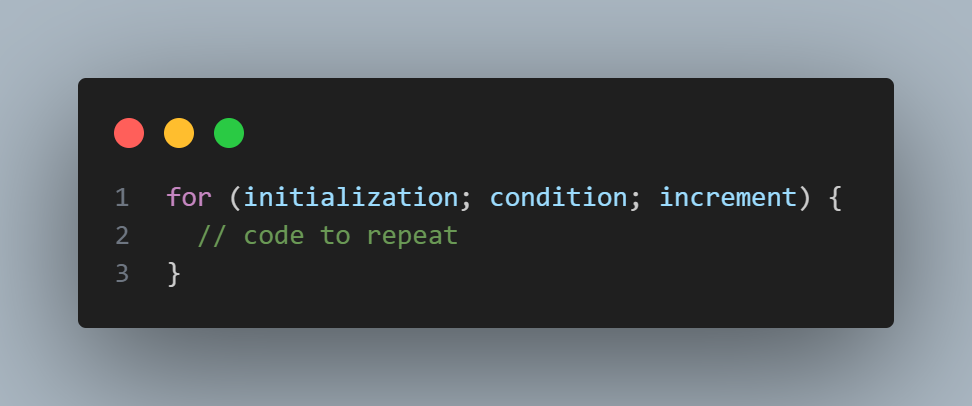 1 for (initialization; condition; increment) {
2 // code to repeat
3 }